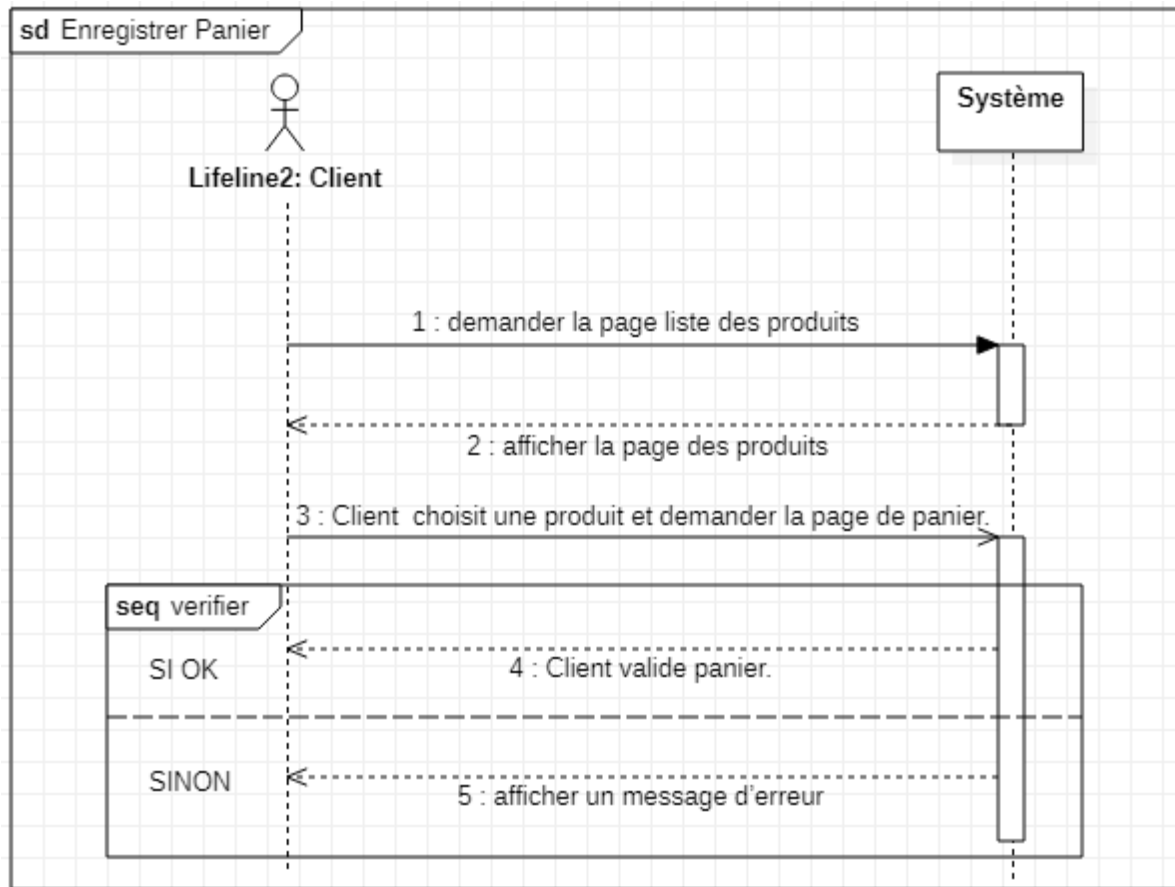 sd Enregistrer Panier
Système
Lifeline2: Client
1 : demander la page liste des produits
2 : afficher la page des produits
3 : Client choisit une produit et demander la page de panier.
seq verifier
SI OK
4 : Client valide panier.
SINON
5 : afficher un message d'erreur